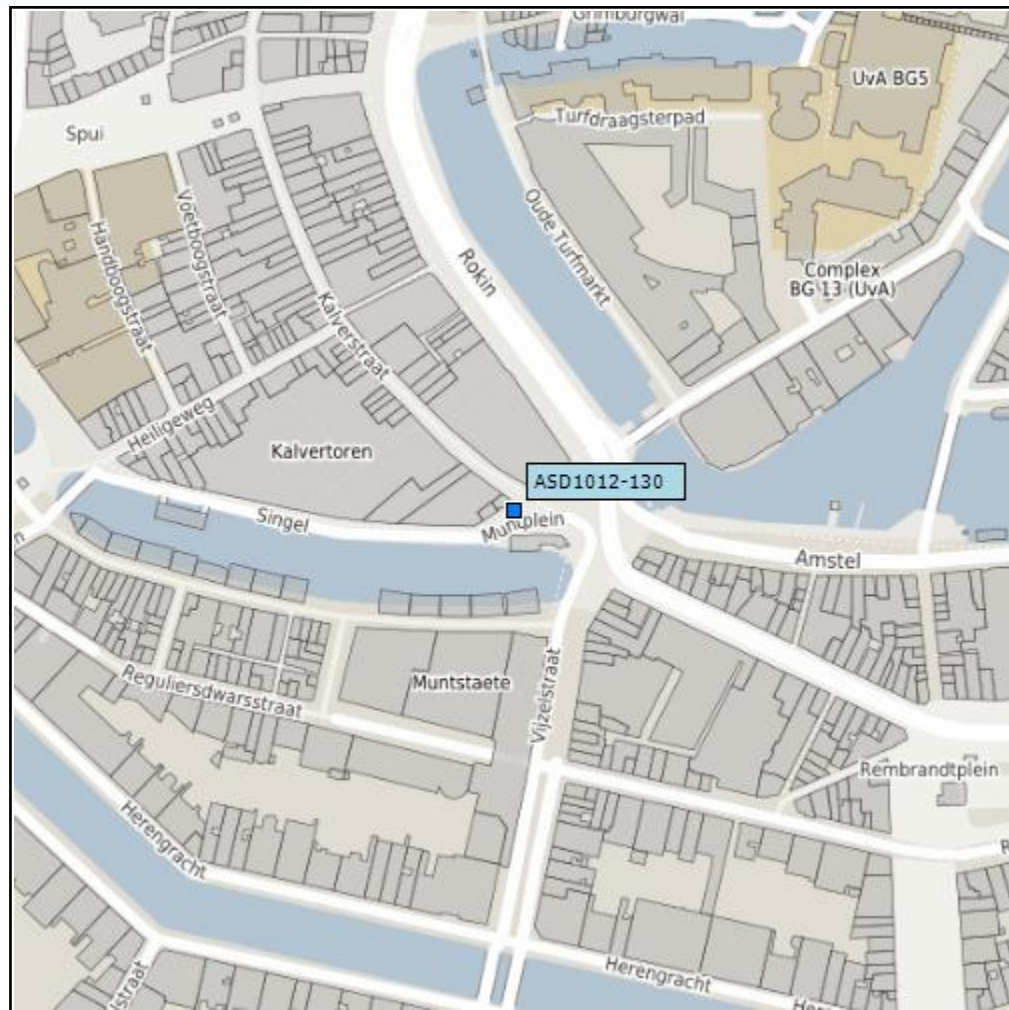 Grimburgwal
UvA BG5
Turfdraagsterpad
Spui
Voetboogstraat
Handboogstraat
Oude Turfmarkt
Rokin
Complex
BG 13 (UvA)
Kalverstraat
Heiligeweg
Kalvertoren
ASD1012-130
Singel
Muntplein
Amstel
Muntstaete
Reguliersdwarsstraat
Vijzelstraat
Rembrandtplein
Herengracht
Herengracht